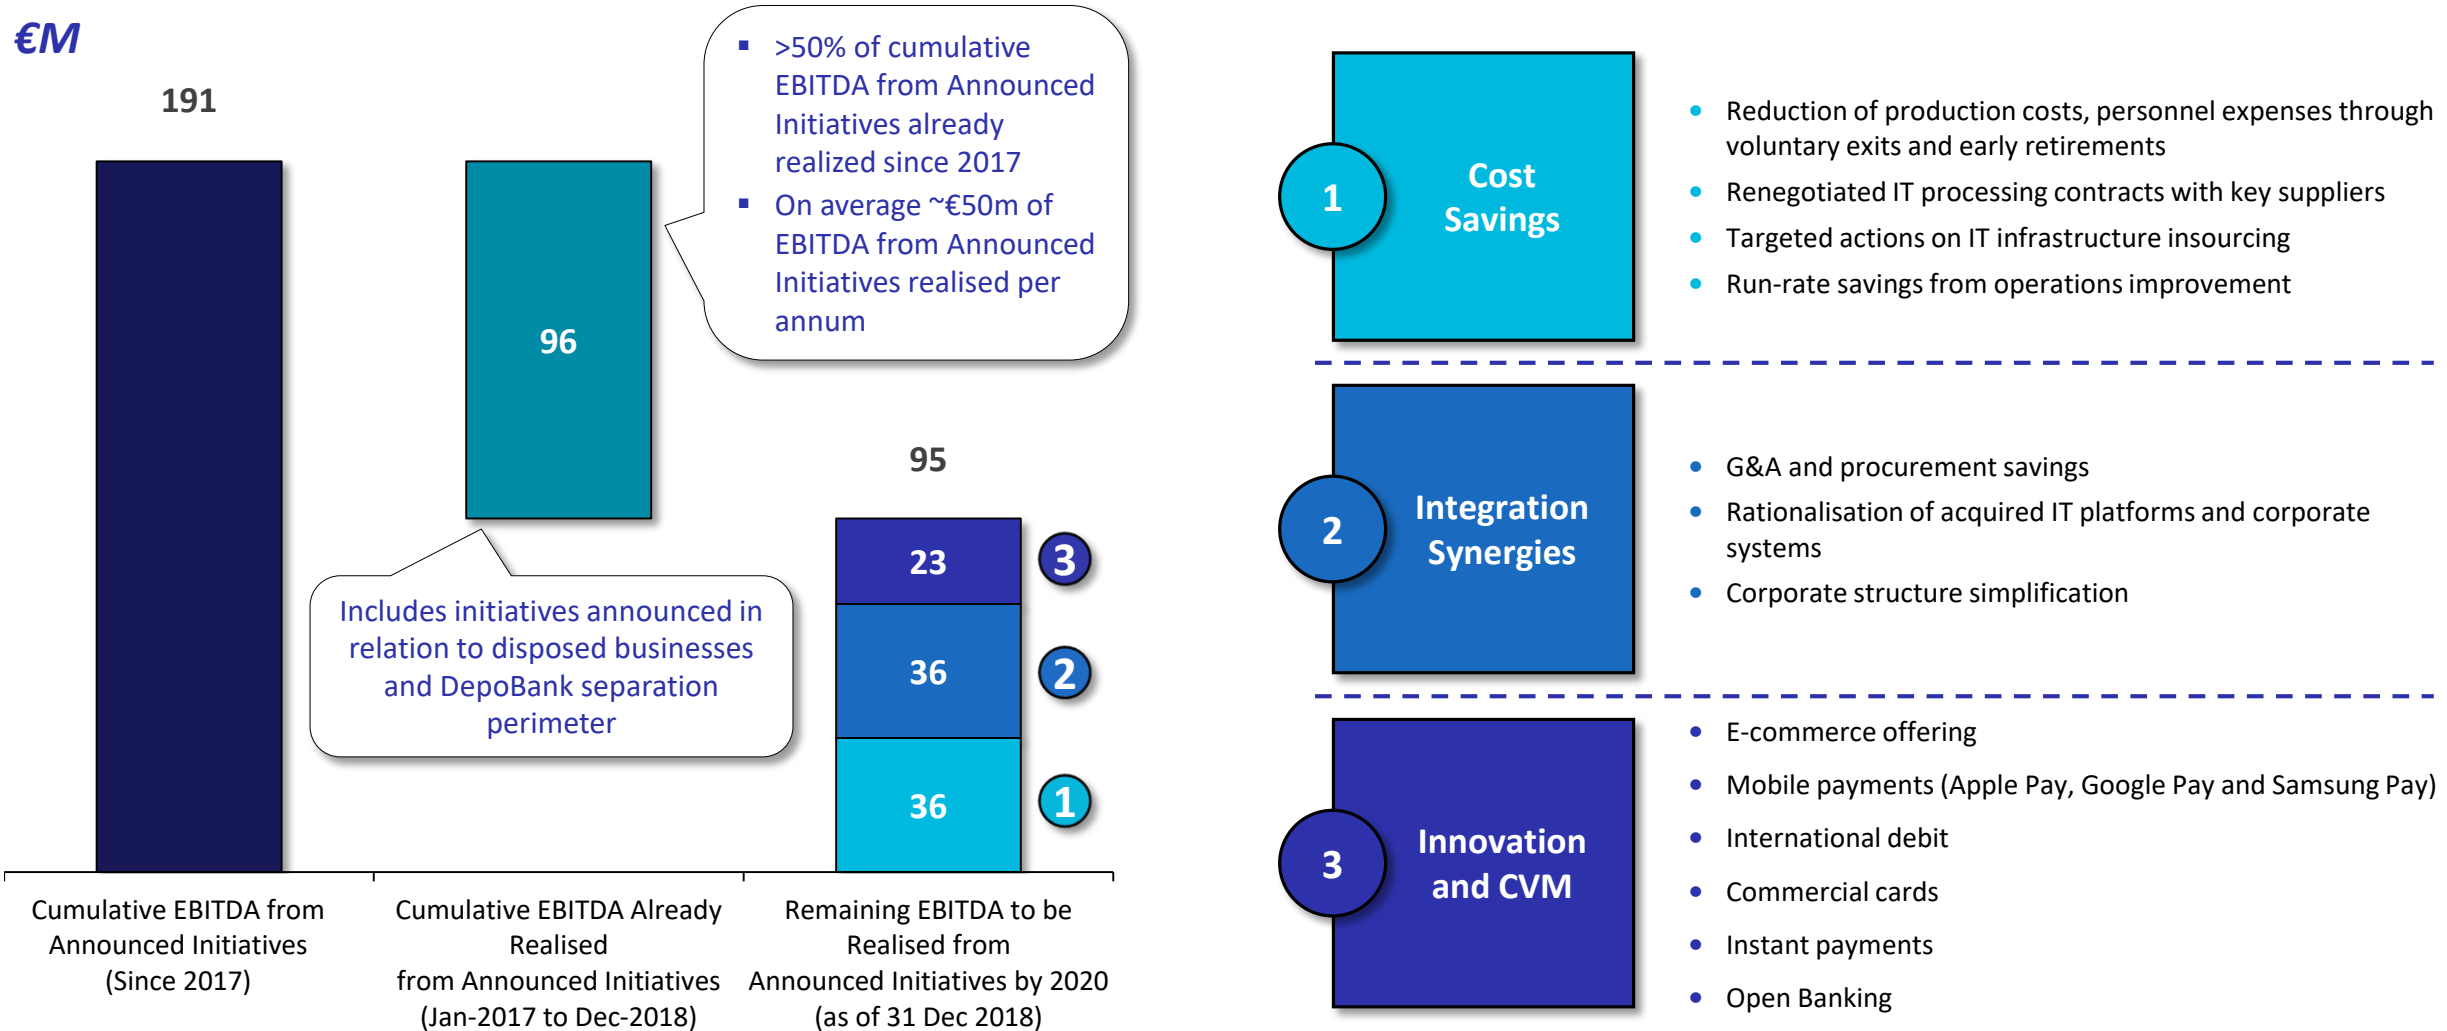 €M
191
▪ >50% of cumulative
EBITDA from Announced
Initiatives already
realized since 2017
▪ On average ~€50m of
EBITDA from Announced
Initiatives realised per
annum
96
Includes initiatives announced in
relation to disposed businesses
and DepoBank separation
perimeter
95
23
3
36
2
36
1
Cumulative EBITDA from
Announced Initiatives
(Since 2017)
Cumulative EBITDA Already
Realised
from Announced Initiatives
(Jan-2017 to Dec-2018)
Remaining EBITDA to be
Realised from
Announced Initiatives by 2020
(as of 31 Dec 2018)
1
Cost
Savings
• Reduction of production costs, personnel expenses through
voluntary exits and early retirements
• Renegotiated IT processing contracts with key suppliers
• Targeted actions on IT infrastructure insourcing
• Run-rate savings from operations improvement
2
Integration
Synergies
• G&A and procurement savings
• Rationalisation of acquired IT platforms and corporate
systems
• Corporate structure simplification
3
Innovation
and CVM
• E-commerce offering
• Mobile payments (Apple Pay, Google Pay and Samsung Pay)
• International debit
• Commercial cards
• Instant payments
• Open Banking